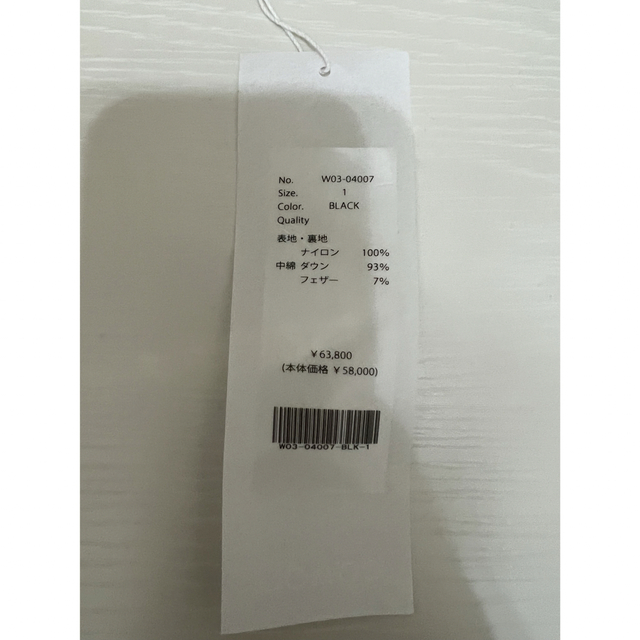 No. W03-04007
Size. 1
Color. BLACK
Quality
表地・裏地
ナイロン 100%
中綿 ダウン 93%
フェザー 7%
￥63,800
(本体価格 ￥58,000)
W03-04007-BLK-1